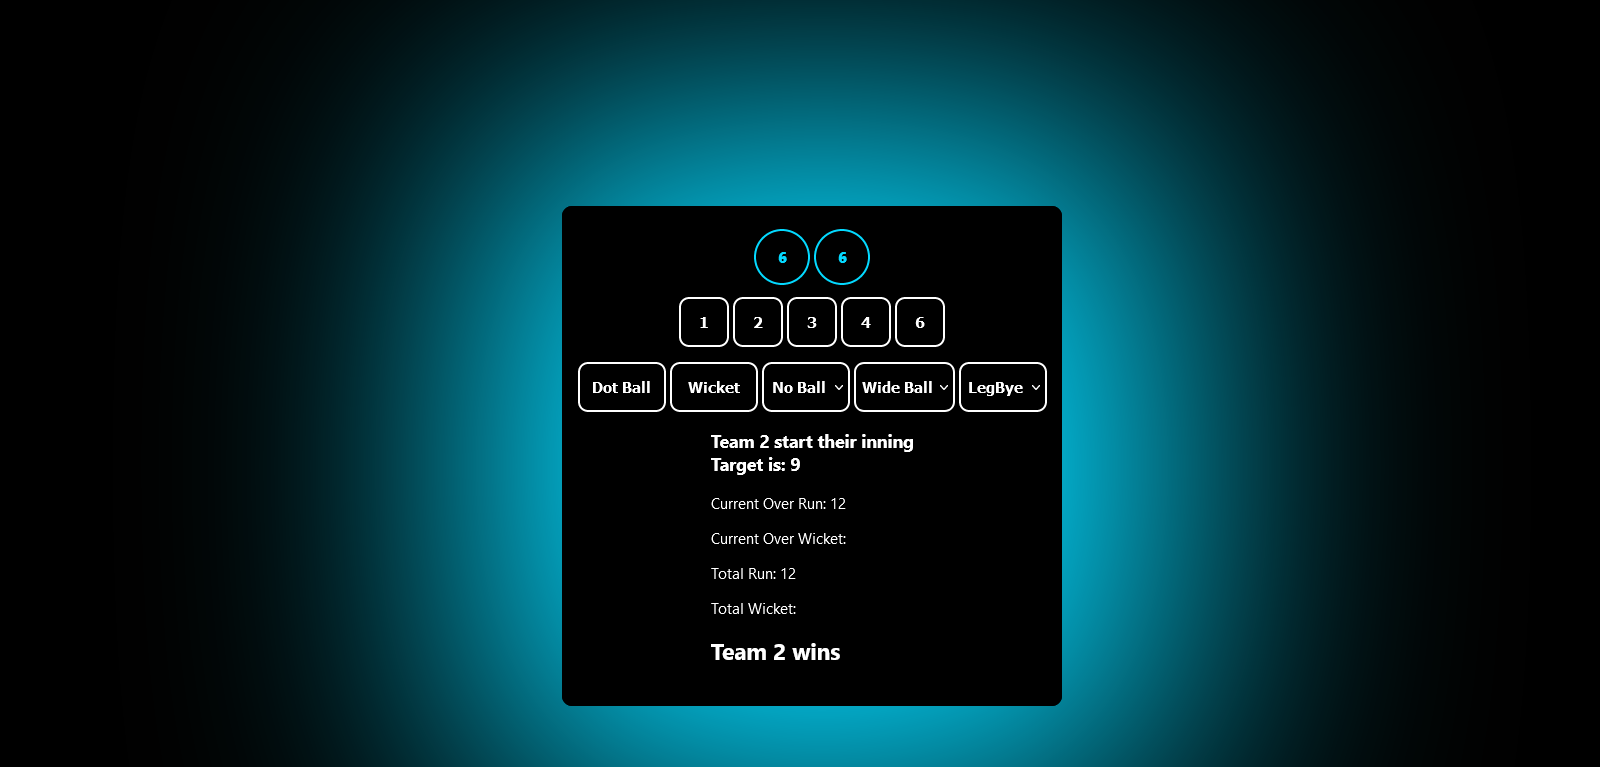 6 6
1 2 3 4 6
Dot Ball Wicket No Ball Wide Ball LegBye
Team 2 start their inning
Target is: 9
Current Over Run: 12
Current Over Wicket:
Total Run: 12
Total Wicket:
Team 2 wins